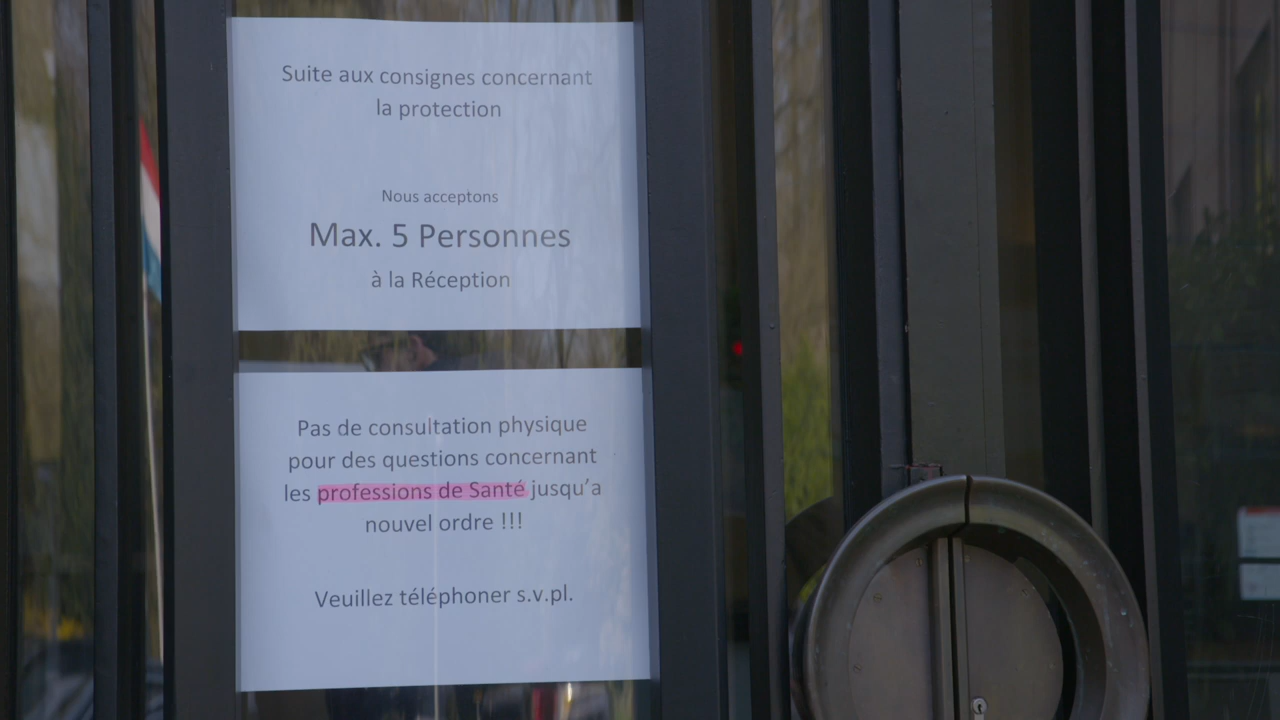 Suite aux consignes concernant
la protection
Nous acceptons
Max. 5 Personnes
à la Réception
Pas de consultation physique
pour des questions concernant
les professions de Santé jusqu'a
nouvel ordre !!!
Veuillez téléphoner s.v.pl.